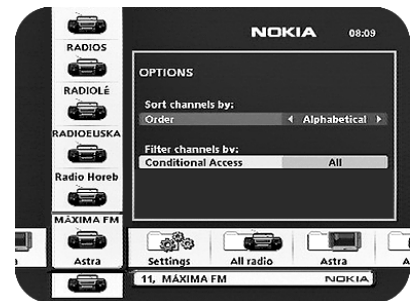 NOKIA 08:09
RADIOS
OPTIONS
RADIOLÉ
Sort channels by:
Order Alphabetical
RADIOEUSKA
Filter channels by:
Conditional Access All
Radio Horeb
MÁXIMA FM
Astra Settings All radio Astra
11, MÁXIMA FM NOKIA